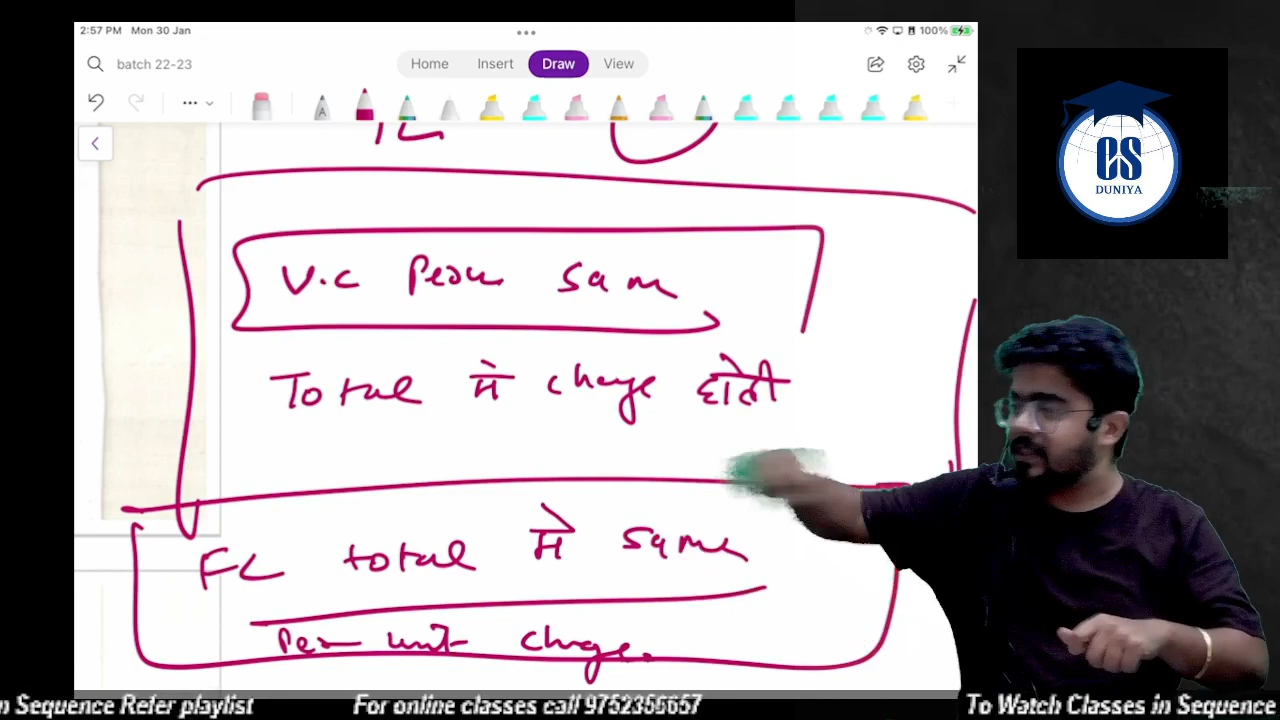 2:57 PM Mon 30 Jan
100%
batch 22-23
Home Insert Draw View
A
V.C Per same
Total में change होती
FC total में same
Per unit change.
CS
DUNIYA
n Sequence Refer playlist For online classes call 9752356657 To Watch Classes in Sequence